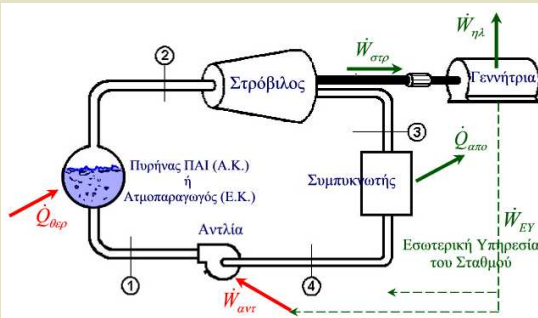 Ẇηλ
②
Ẇστρ
Στρόβιλος
Γεννήτρια
③
Q̇απο
Πυρήνας ΠΑΙ (Α.Κ.)
ή
Ατμοπαραγωγός (Ε.Κ.)
Συμπυκνωτής
Q̇θερ
Αντλία
ẆΕΥ
Εσωτερική Υπηρεσία
του Σταθμού
①
④
Ẇαντ